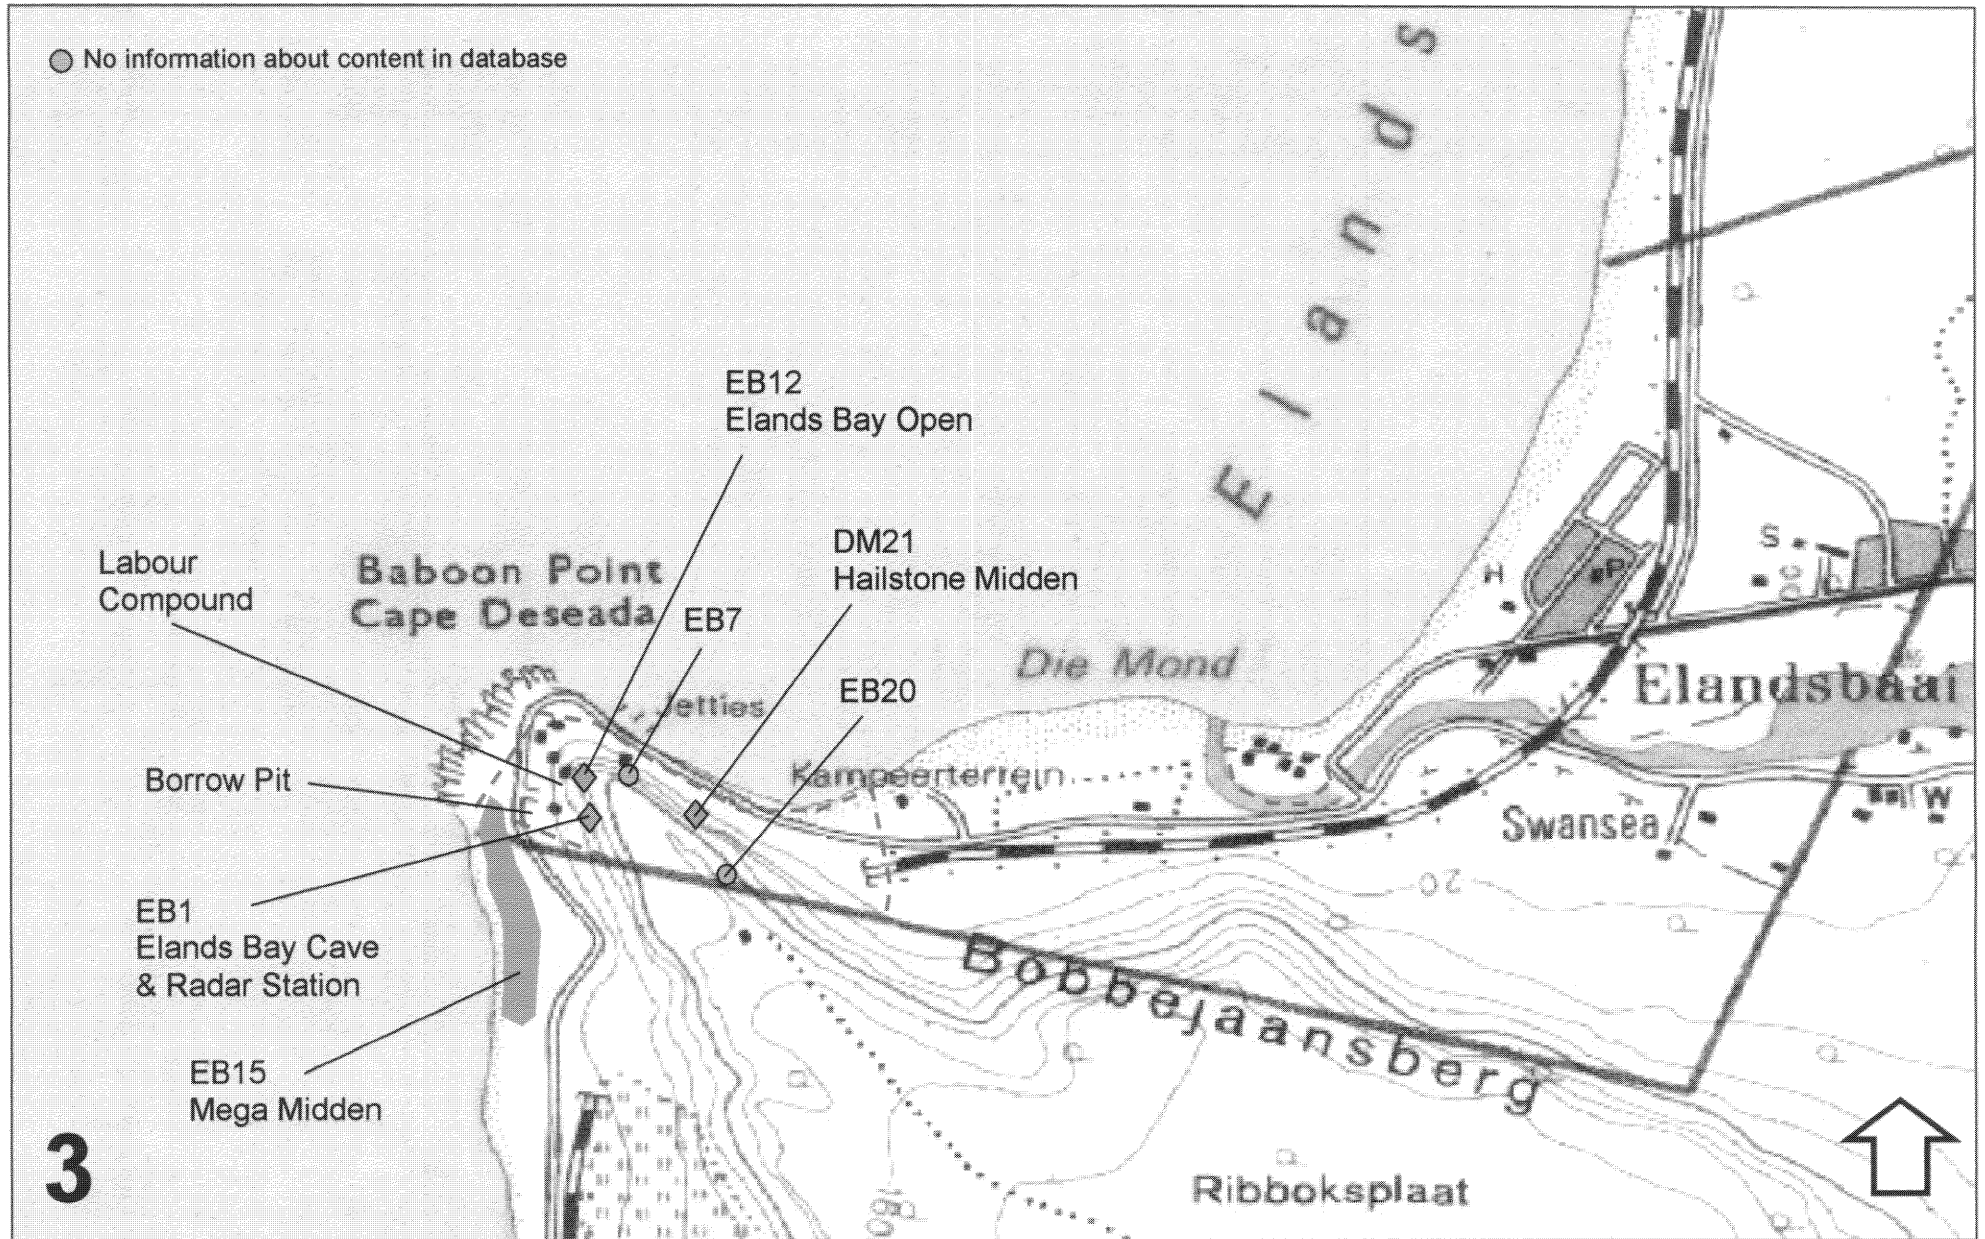 No information about content in database
Elands
EB12
Elands Bay Open
DM21
Hailstone Midden
Labour
Compound
Baboon Point
Cape Deseada
EB7
EB20
Die Mond
Jetties
H
P
S
Elandsbaai
Borrow Pit
Kampeerterrein
Swansea
W
EB1
Elands Bay Cave
& Radar Station
20
Bobbejaansberg
EB15
Mega Midden
160
Ribboksplaat
3